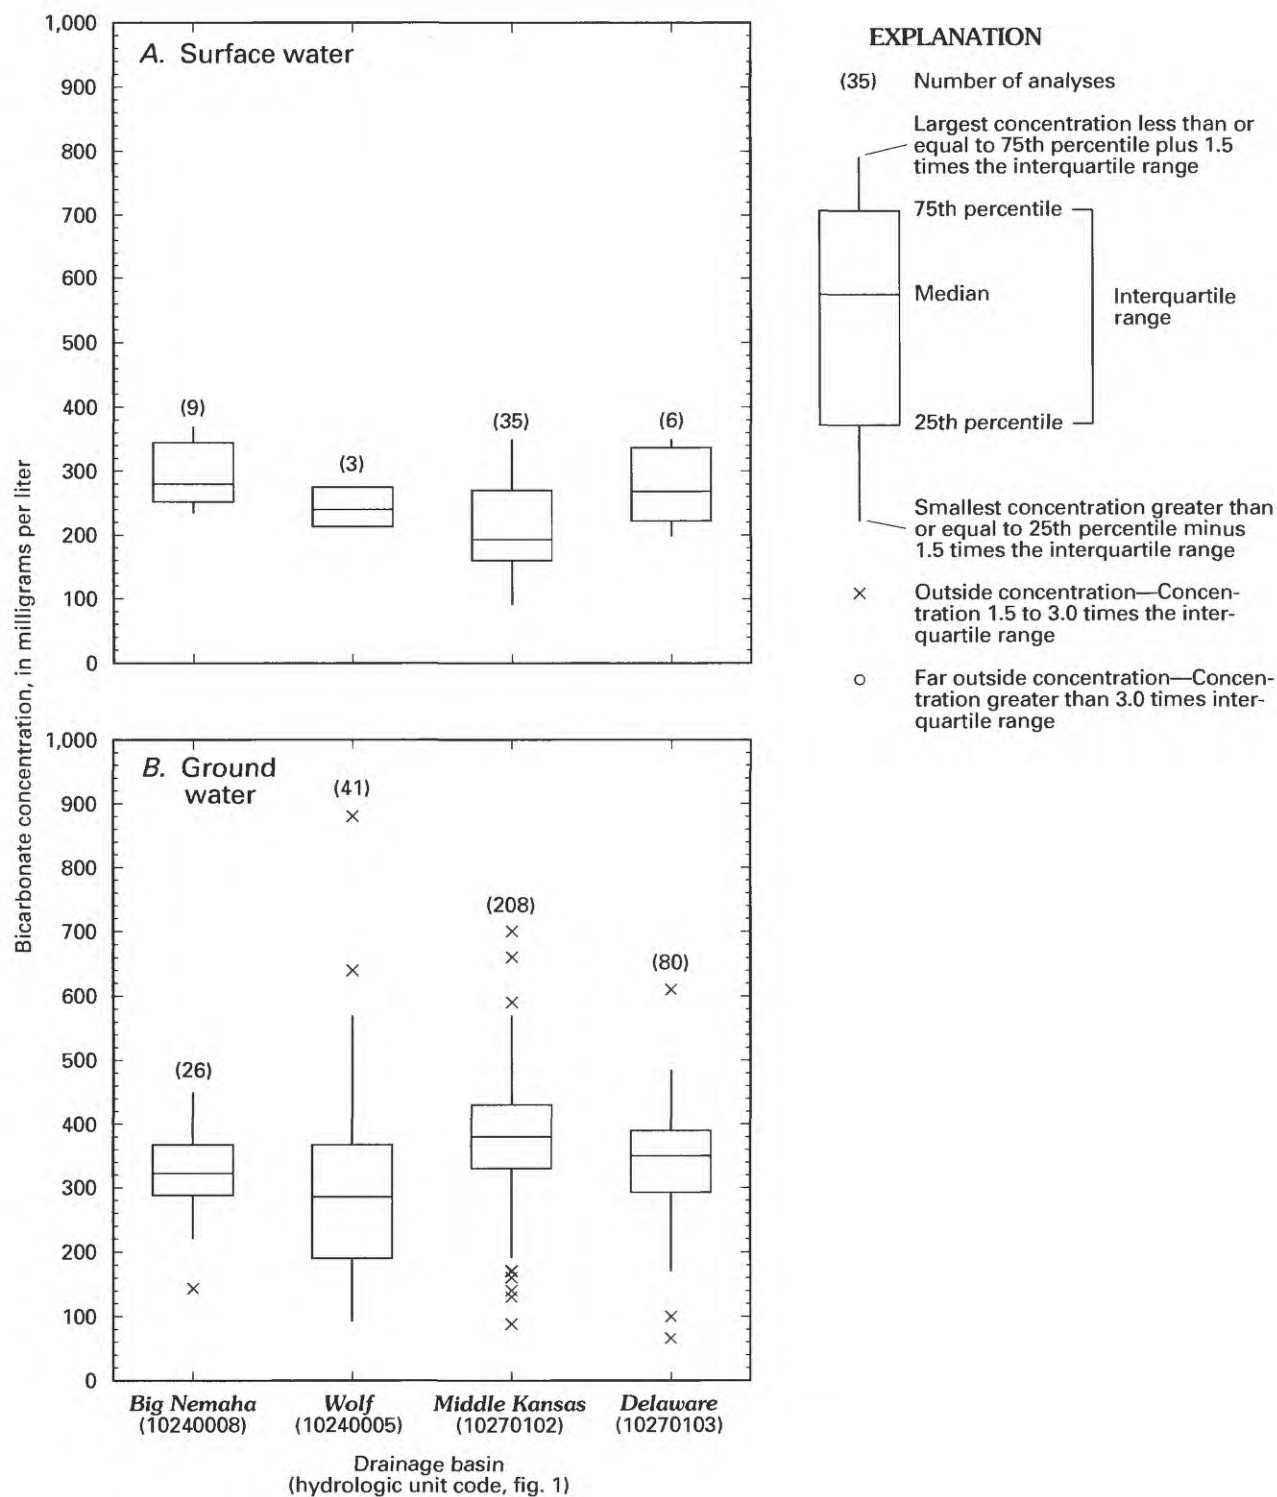 Bicarbonate concentration, in milligrams per liter
A. Surface water
1,000
900
800
700
600
500
400
300
200
100
0
(9)
(3)
(35)
(6)
B. Ground
water
1,000
900
800
700
600
500
400
300
200
100
0
(26)
(41)
(208)
(80)
Big Nemaha
(10240008)
Wolf
(10240005)
Middle Kansas
(10270102)
Delaware
(10270103)
Drainage basin
(hydrologic unit code, fig. 1)
EXPLANATION
(35) Number of analyses
Largest concentration less than or
equal to 75th percentile plus 1.5
times the interquartile range
75th percentile
Median
Interquartile
range
25th percentile
Smallest concentration greater than
or equal to 25th percentile minus
1.5 times the interquartile range
× Outside concentration—Concen-
tration 1.5 to 3.0 times the inter-
quartile range
○ Far outside concentration—Concen-
tration greater than 3.0 times inter-
quartile range